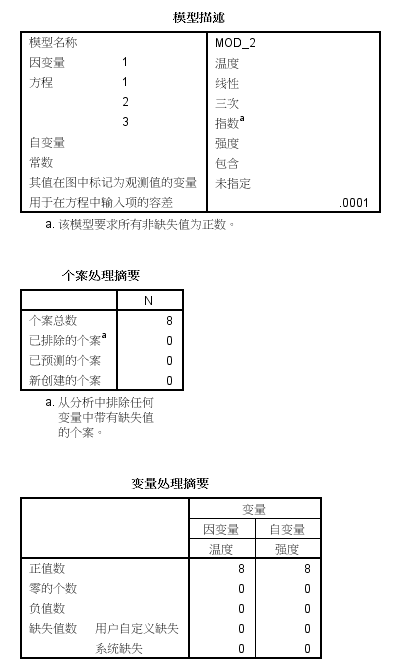 模型描述
模型名称 MOD_2
因变量 1 温度
方程 1 线性
2 三次
3 指数a
自变量 强度
常数 包含
其值在图中标记为观测值的变量 未指定
用于在方程中输入项的容差 .0001
a. 该模型要求所有非缺失值为正数。
个案处理摘要
N
个案总数 8
已排除的个案a 0
已预测的个案 0
新创建的个案 0
a. 从分析中排除任何
变量中带有缺失值
的个案。
变量处理摘要
变量
因变量 自变量
温度 强度
正值数 8 8
零的个数 0 0
负值数 0 0
缺失值数 用户自定义缺失 0 0
系统缺失 0 0